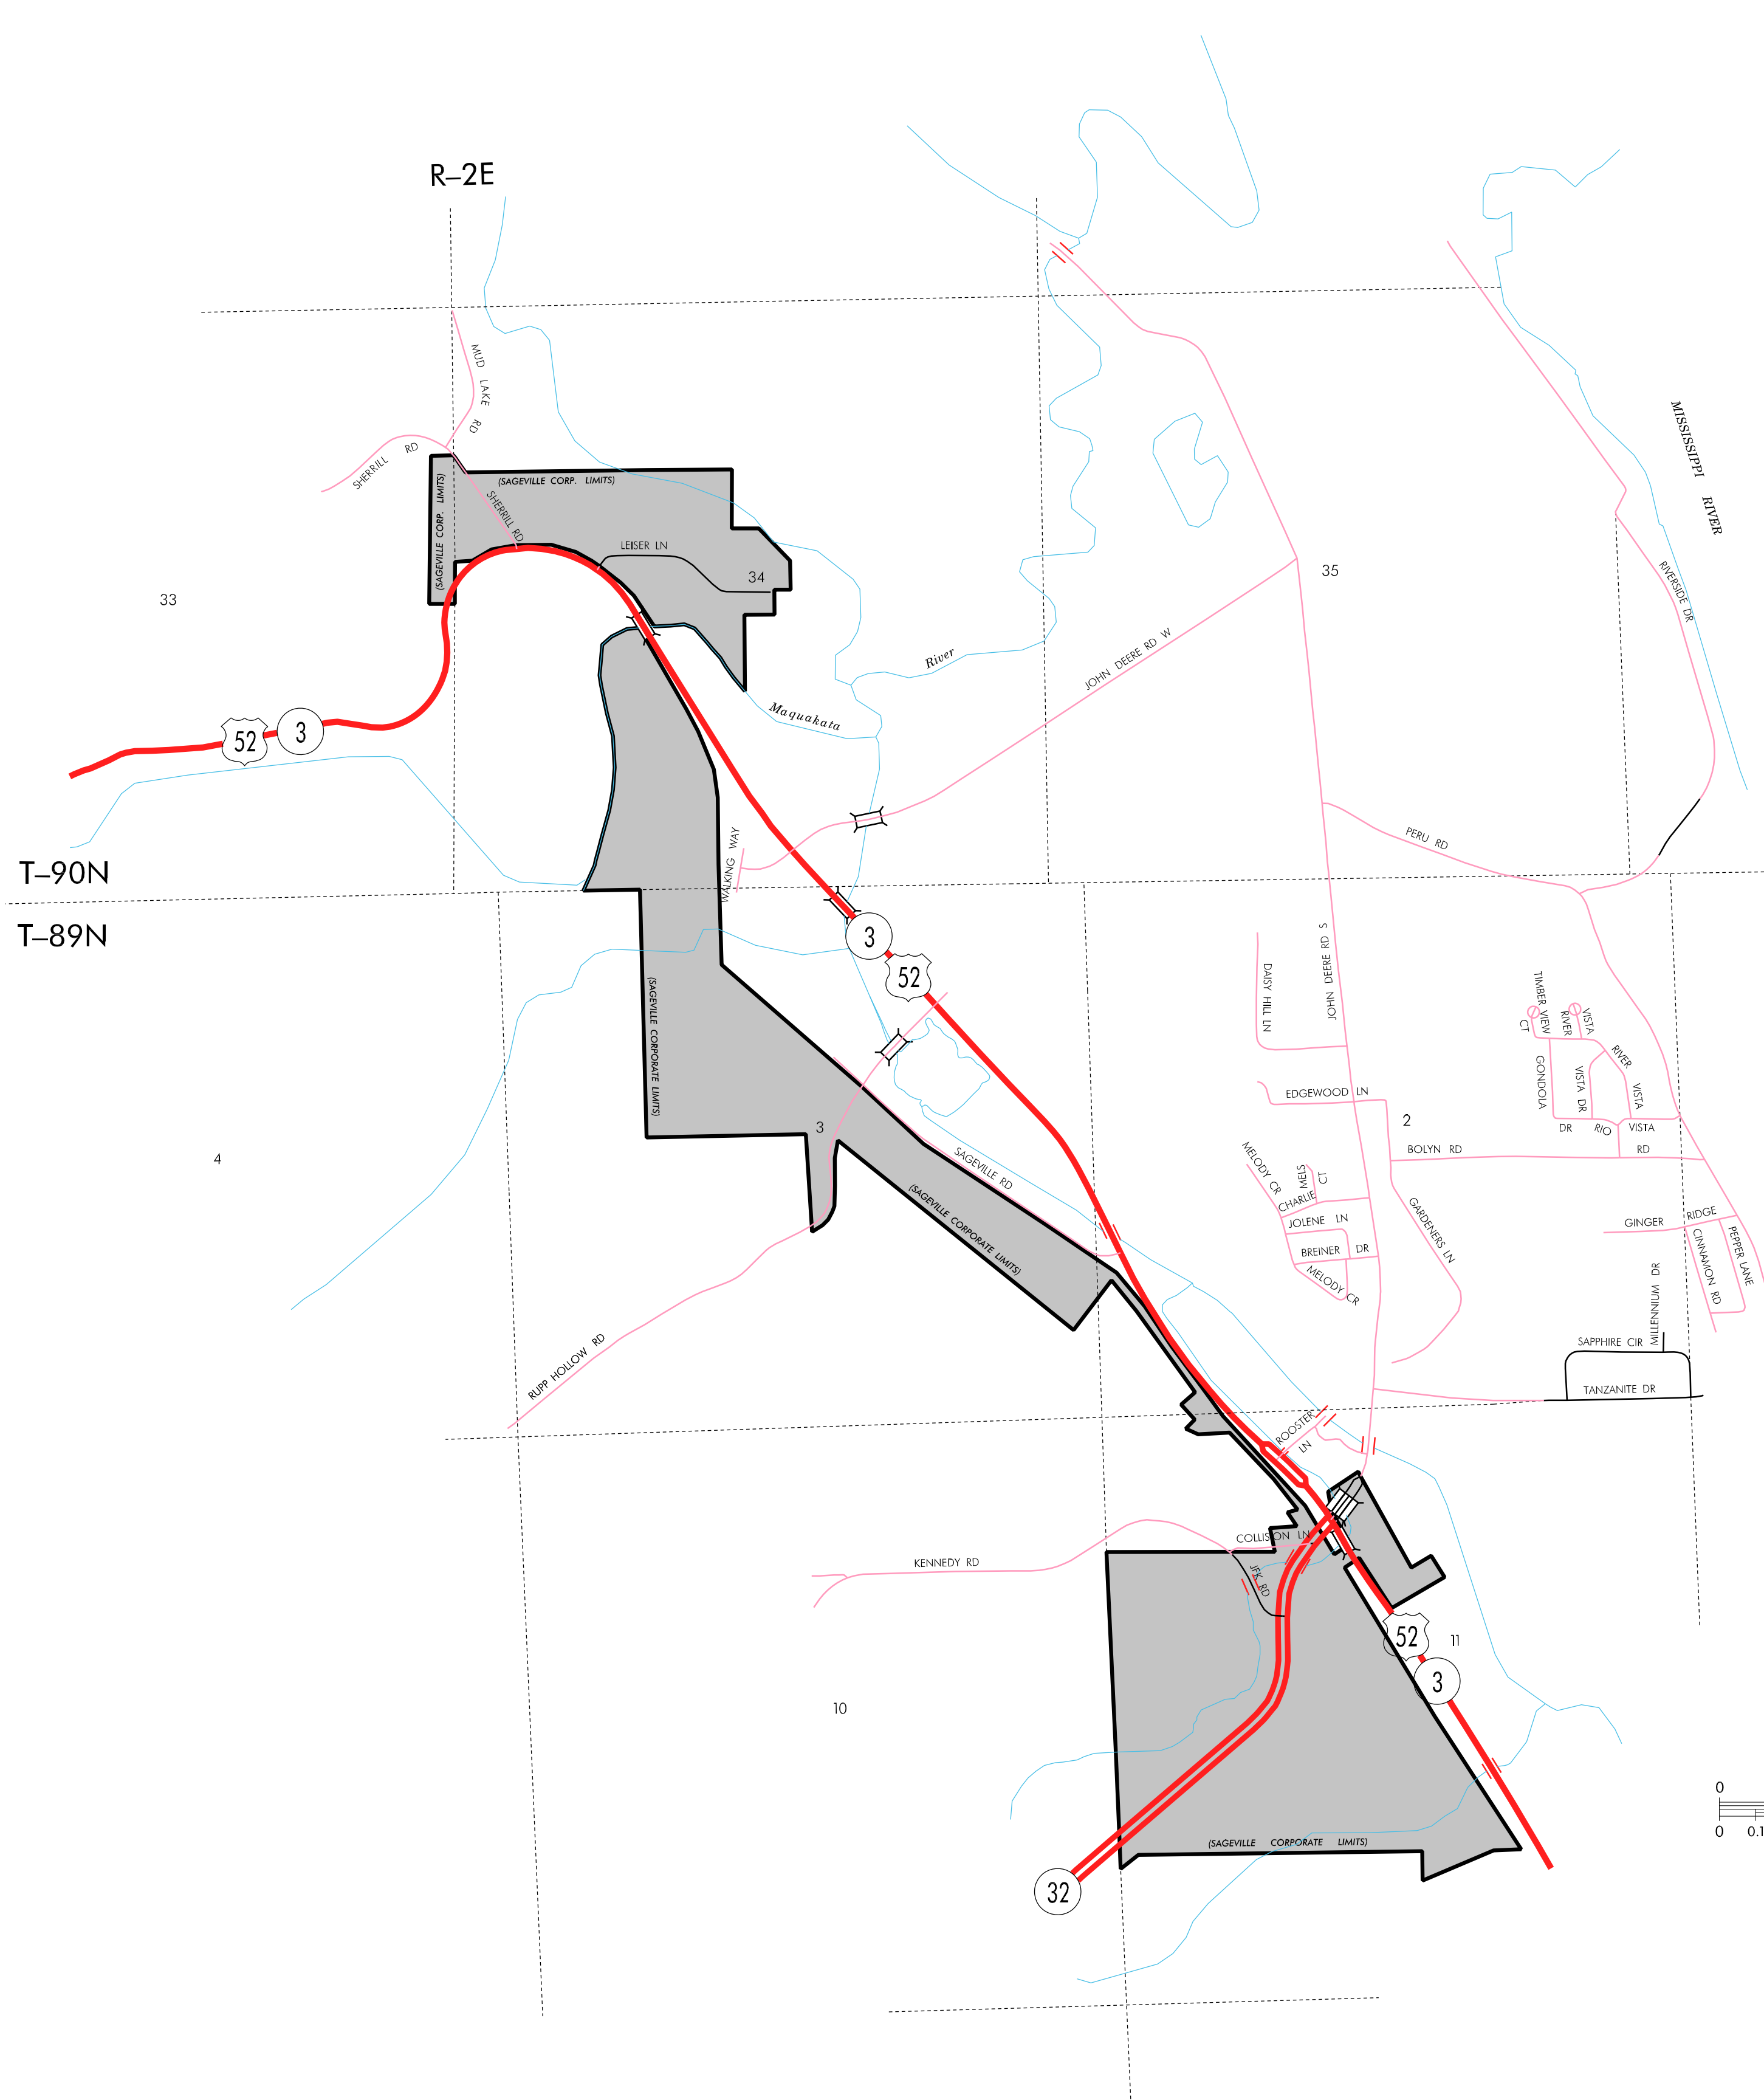 R–2E
MUD LAKE RD
SHERRILL RD
(SAGEVILLE CORP. LIMITS)
(SAGEVILLE CORP. LIMITS)
SHERRILL RD
LEISER LN
34
33
35
MISSISSIPPI RIVER
RIVERSIDE DR
JOHN DEERE RD W
River
Maquakata
52
3
PERU RD
WALKING WAY
T–90N
T–89N
3
52
(SAGEVILLE CORPORATE LIMITS)
DAISY HILL LN
JOHN DEERE RD S
TIMBER VIEW CT
RIVER VISTA
RIVER VISTA
GONDOLA DR
VISTA DR
RIO VISTA
EDGEWOOD LN
2
BOLYN RD
RD
3
4
SAGEVILLE RD
(SAGEVILLE CORPORATE LIMITS)
MELODY CR
MELS CT
CHARLIE
JOLENE LN
BREINER DR
MELODY CR
GARDENERS LN
GINGER RIDGE
CINNAMON RD
PEPPER LANE
MILLENNIUM DR
SAPPHIRE CIR
TANZANITE DR
RUPP HOLLOW RD
ROOSTER LN
COLLISION LN
KENNEDY RD
JFK RD
52
11
3
10
0
0 0.1
(SAGEVILLE CORPORATE LIMITS)
32